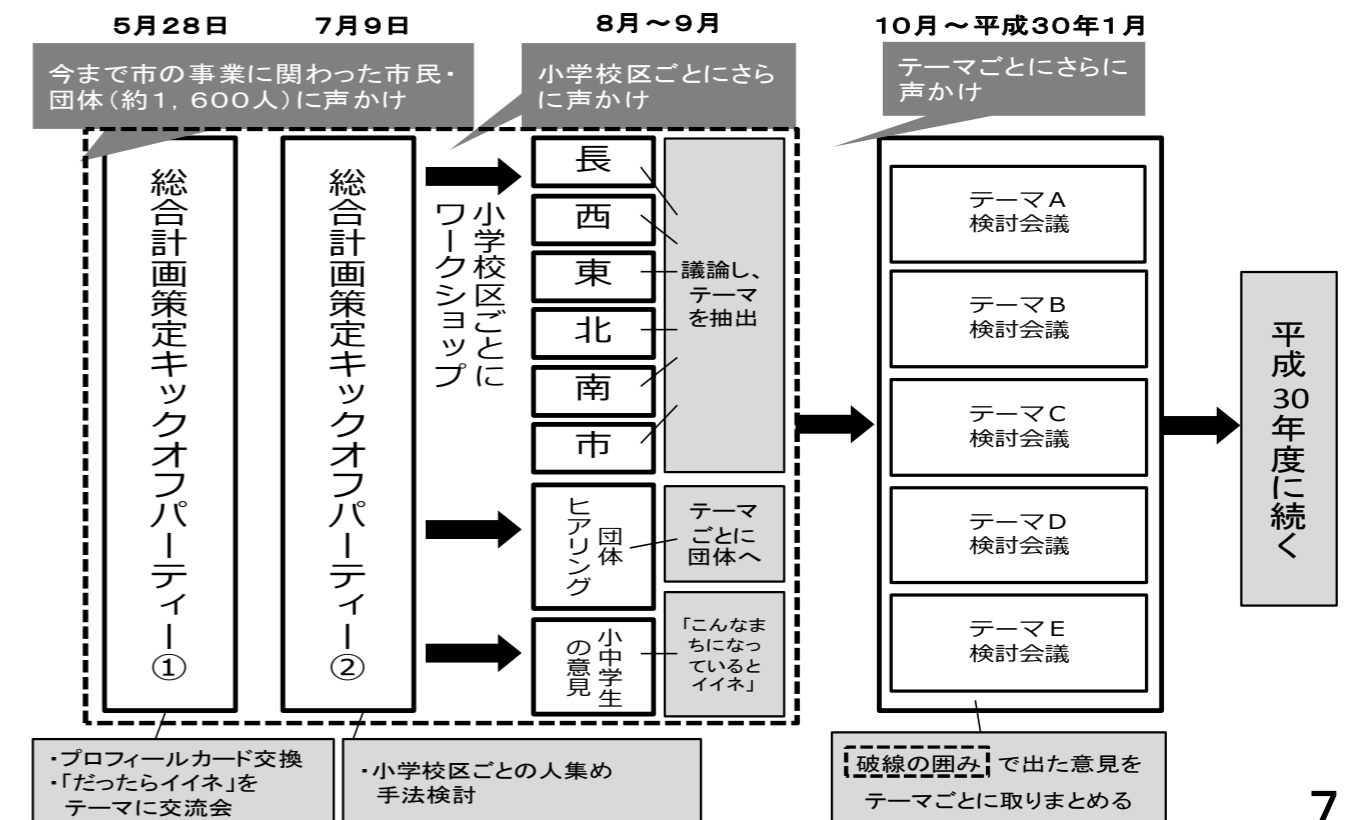 5月28日
7月9日
8月～9月
10月～平成30年1月
今まで市の事業に関わった市民・
団体（約1，600人）に声かけ
小学校区ごとにさら
に声かけ
テーマごとにさらに
声かけ
総合計画策定キックオフパーティー①
総合計画策定キックオフパーティー②
小学校区ごとに
ワークショップ
長
西
東
北
南
市
議論し、
テーマ
を抽出
団体
ヒアリング
テーマ
ごとに
団体へ
小中学生
の意見
「こんなま
ちになっ
ていると
イイネ」
テーマA
検討会議
テーマB
検討会議
テーマC
検討会議
テーマD
検討会議
テーマE
検討会議
平成30年度に続く
・プロフィールカード交換
・「だったらイイネ」を
テーマに交流会
・小学校区ごとの人集め
手法検討
破線の囲み で出た意見を
テーマごとに取りまとめる
7